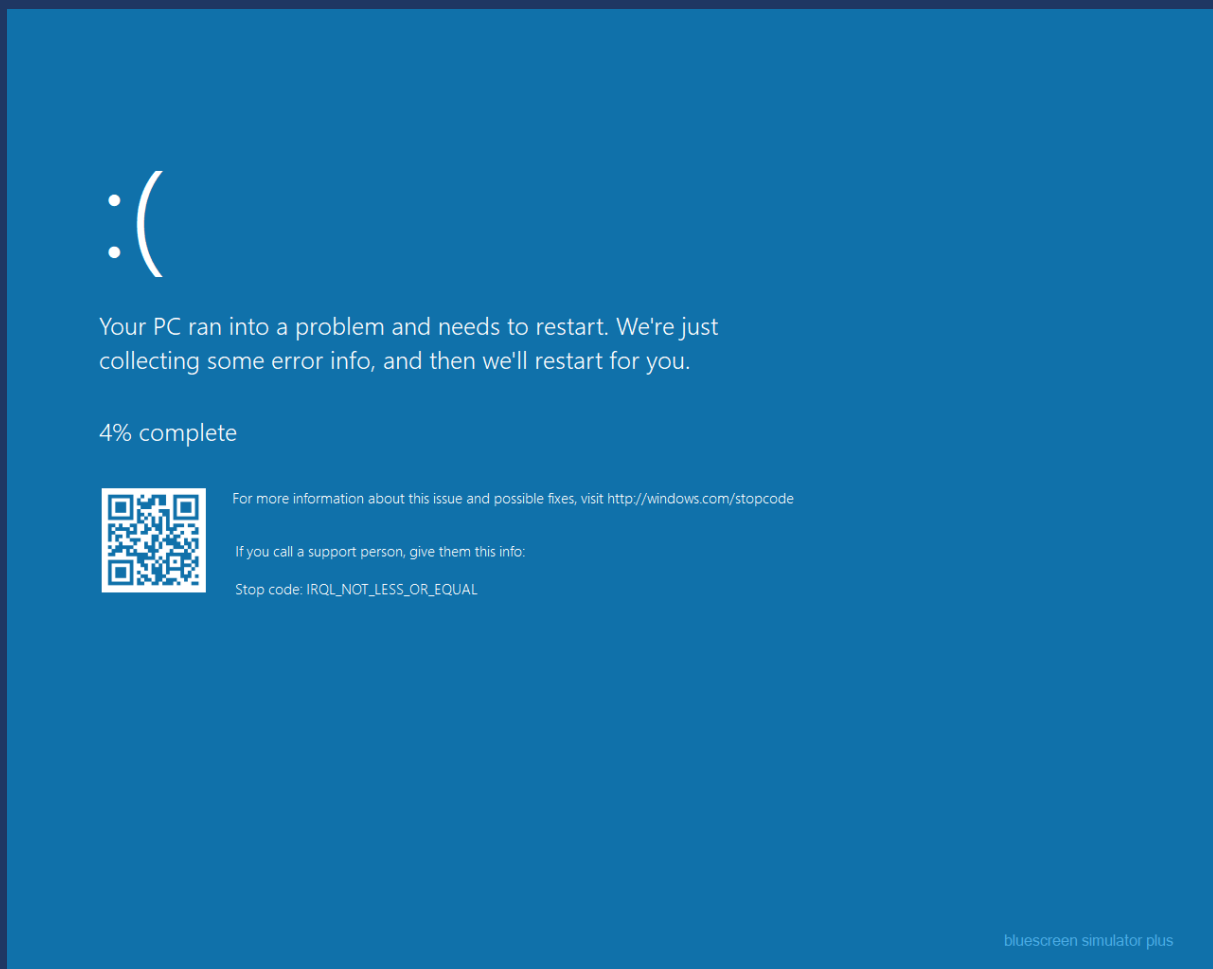 :(
Your PC ran into a problem and needs to restart. We're just
collecting some error info, and then we'll restart for you.
4% complete
For more information about this issue and possible fixes, visit http://windows.com/stopcode
If you call a support person, give them this info:
Stop code: IRQL_NOT_LESS_OR_EQUAL
bluescreen simulator plus